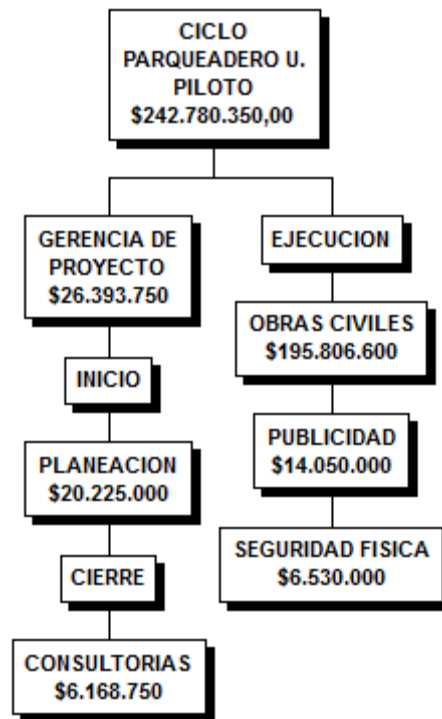 CICLO
PARQUEADERO U.
PILOTO
$242.780.350,00
GERENCIA DE
PROYECTO
$26.393.750
INICIO
PLANEACION
$20.225.000
CIERRE
CONSULTORIAS
$6.168.750
EJECUCION
OBRAS CIVILES
$195.806.600
PUBLICIDAD
$14.050.000
SEGURIDAD FISICA
$6.530.000